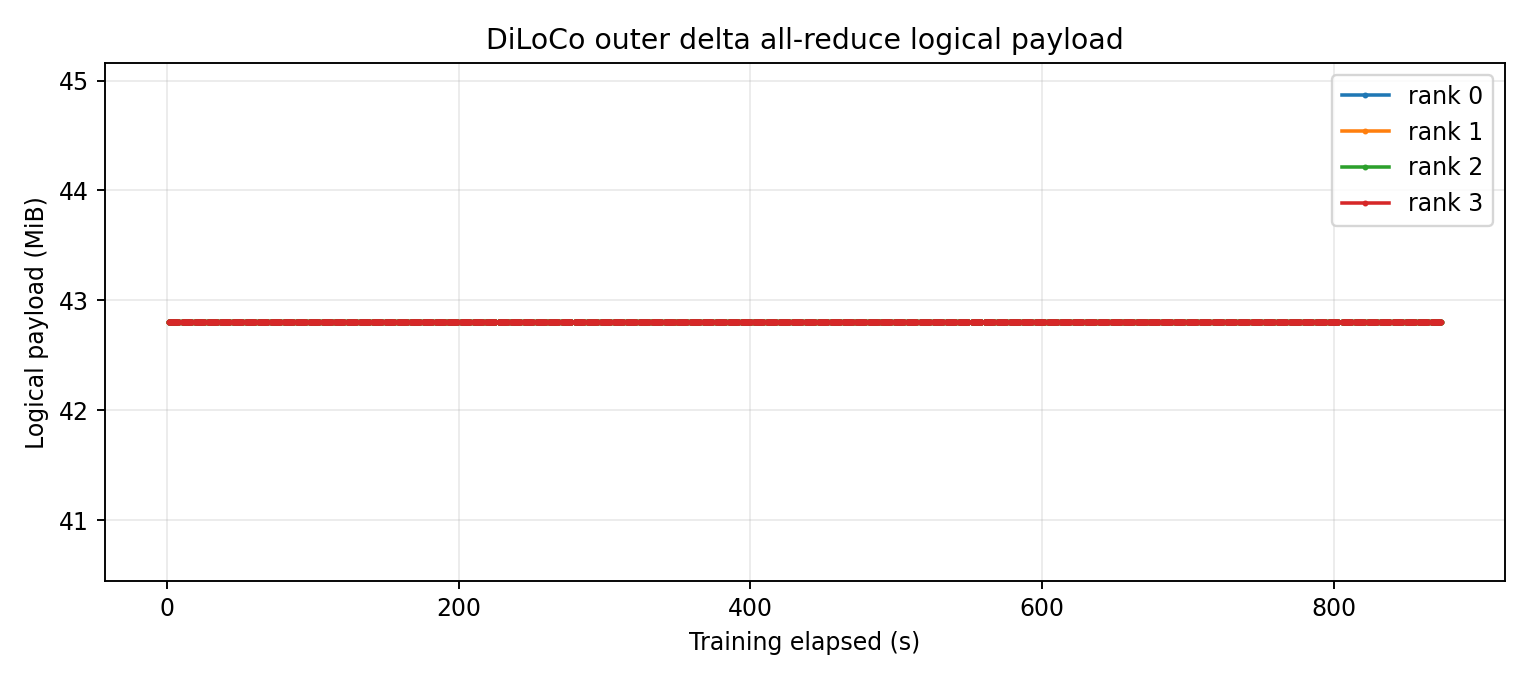 DiLoCo outer delta all-reduce logical payload
Logical payload (MiB)
45
44
43
42
41
rank 0
rank 1
rank 2
rank 3
0
200
400
600
800
Training elapsed (s)